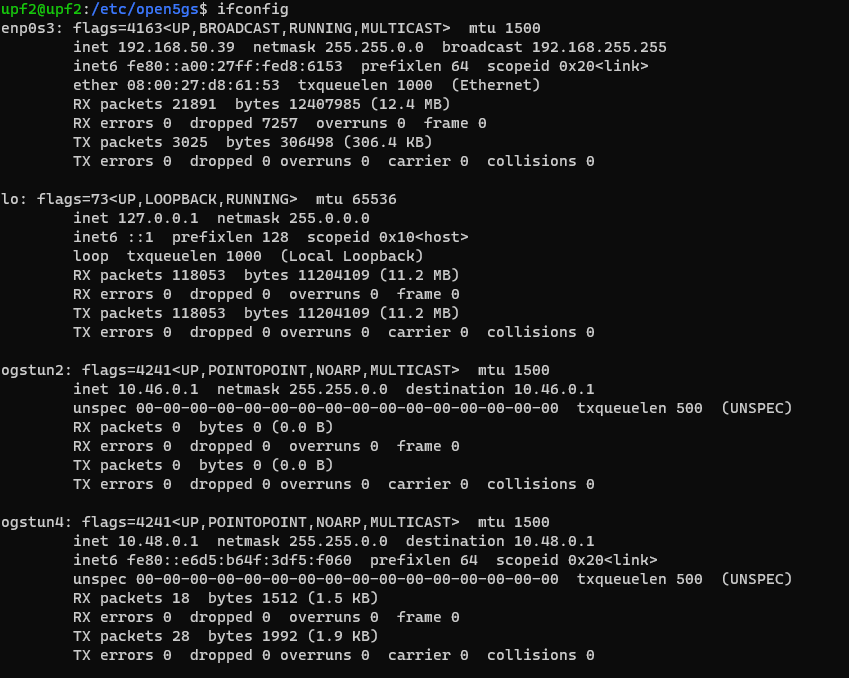 upf2@upf2:/etc/open5gs$ ifconfig
enp0s3: flags=4163<UP,BROADCAST,RUNNING,MULTICAST>  mtu 1500
        inet 192.168.50.39  netmask 255.255.0.0  broadcast 192.168.255.255
        inet6 fe80::a00:27ff:fed8:6153  prefixlen 64  scopeid 0x20<link>
        ether 08:00:27:d8:61:53  txqueuelen 1000  (Ethernet)
        RX packets 21891  bytes 12407985 (12.4 MB)
        RX errors 0  dropped 7257  overruns 0  frame 0
        TX packets 3025  bytes 306498 (306.4 KB)
        TX errors 0  dropped 0 overruns 0  carrier 0  collisions 0

lo: flags=73<UP,LOOPBACK,RUNNING>  mtu 65536
        inet 127.0.0.1  netmask 255.0.0.0
        inet6 ::1  prefixlen 128  scopeid 0x10<host>
        loop  txqueuelen 1000  (Local Loopback)
        RX packets 118053  bytes 11204109 (11.2 MB)
        RX errors 0  dropped 0  overruns 0  frame 0
        TX packets 118053  bytes 11204109 (11.2 MB)
        TX errors 0  dropped 0 overruns 0  carrier 0  collisions 0

ogstun2: flags=4241<UP,POINTOPOINT,NOARP,MULTICAST>  mtu 1500
        inet 10.46.0.1  netmask 255.255.0.0  destination 10.46.0.1
        unspec 00-00-00-00-00-00-00-00-00-00-00-00-00-00-00-00  txqueuelen 500  (UNSPEC)
        RX packets 0  bytes 0 (0.0 B)
        RX errors 0  dropped 0  overruns 0  frame 0
        TX packets 0  bytes 0 (0.0 B)
        TX errors 0  dropped 0 overruns 0  carrier 0  collisions 0

ogstun4: flags=4241<UP,POINTOPOINT,NOARP,MULTICAST>  mtu 1500
        inet 10.48.0.1  netmask 255.255.0.0  destination 10.48.0.1
        inet6 fe80::e6d5:b64f:3df5:f060  prefixlen 64  scopeid 0x20<link>
        unspec 00-00-00-00-00-00-00-00-00-00-00-00-00-00-00-00  txqueuelen 500  (UNSPEC)
        RX packets 18  bytes 1512 (1.5 KB)
        RX errors 0  dropped 0  overruns 0  frame 0
        TX packets 28  bytes 1992 (1.9 KB)
        TX errors 0  dropped 0 overruns 0  carrier 0  collisions 0